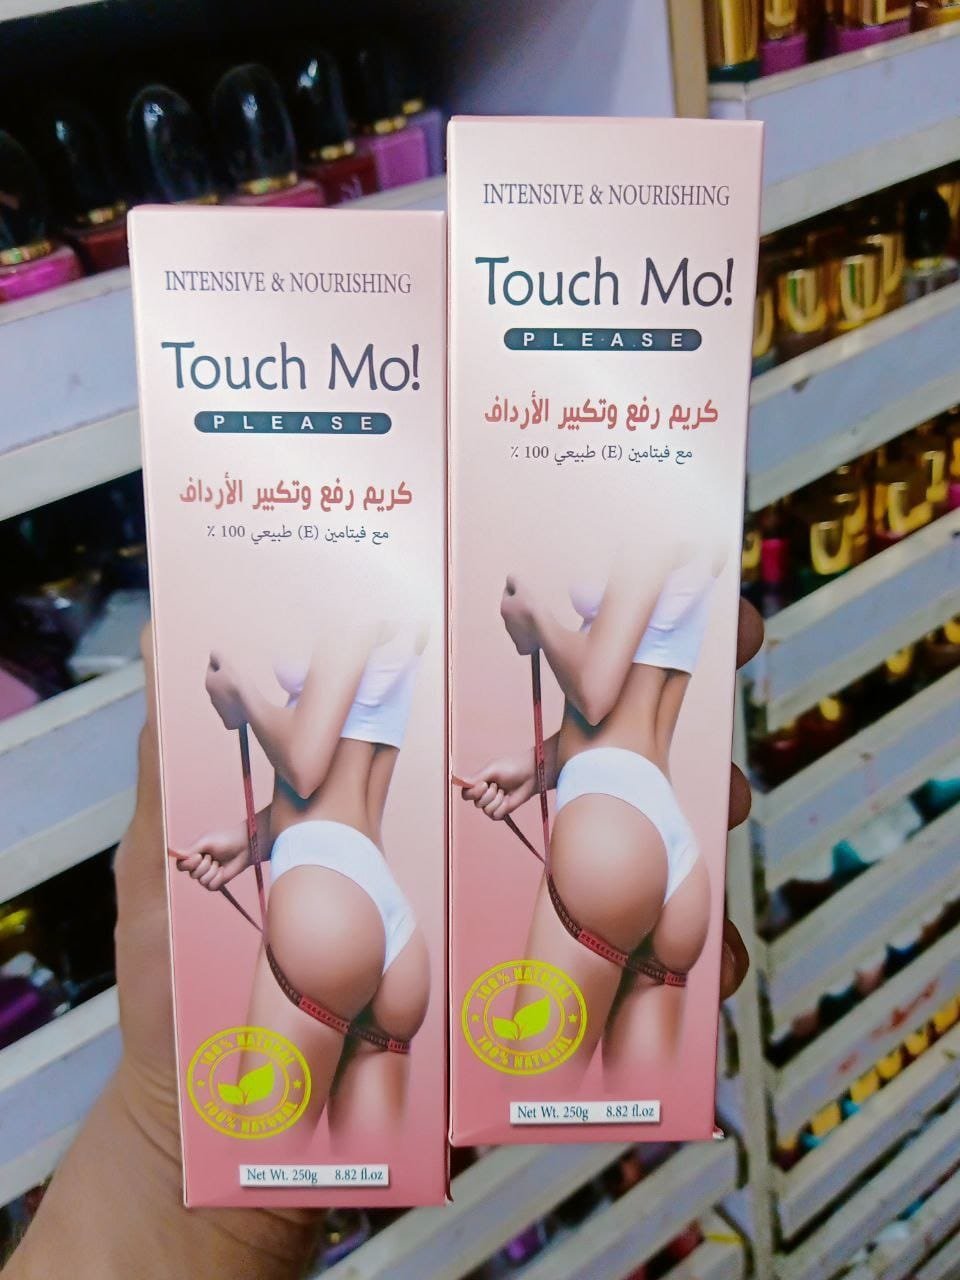 INTENSIVE & NOURISHING
Touch Mo!
PLEASE
كريم رفع وتكبير الأرداف
مع فيتامين (E) طبيعي 100 ٪
100% NATURAL
100% NATURAL
Net Wt. 250g 8.82 fl.oz
INTENSIVE & NOURISHING
Touch Mo!
PLEASE
كريم رفع وتكبير الأرداف
مع فيتامين (E) طبيعي 100 ٪
100% NATURAL
100% NATURAL
Net Wt. 250g 8.82 fl.oz